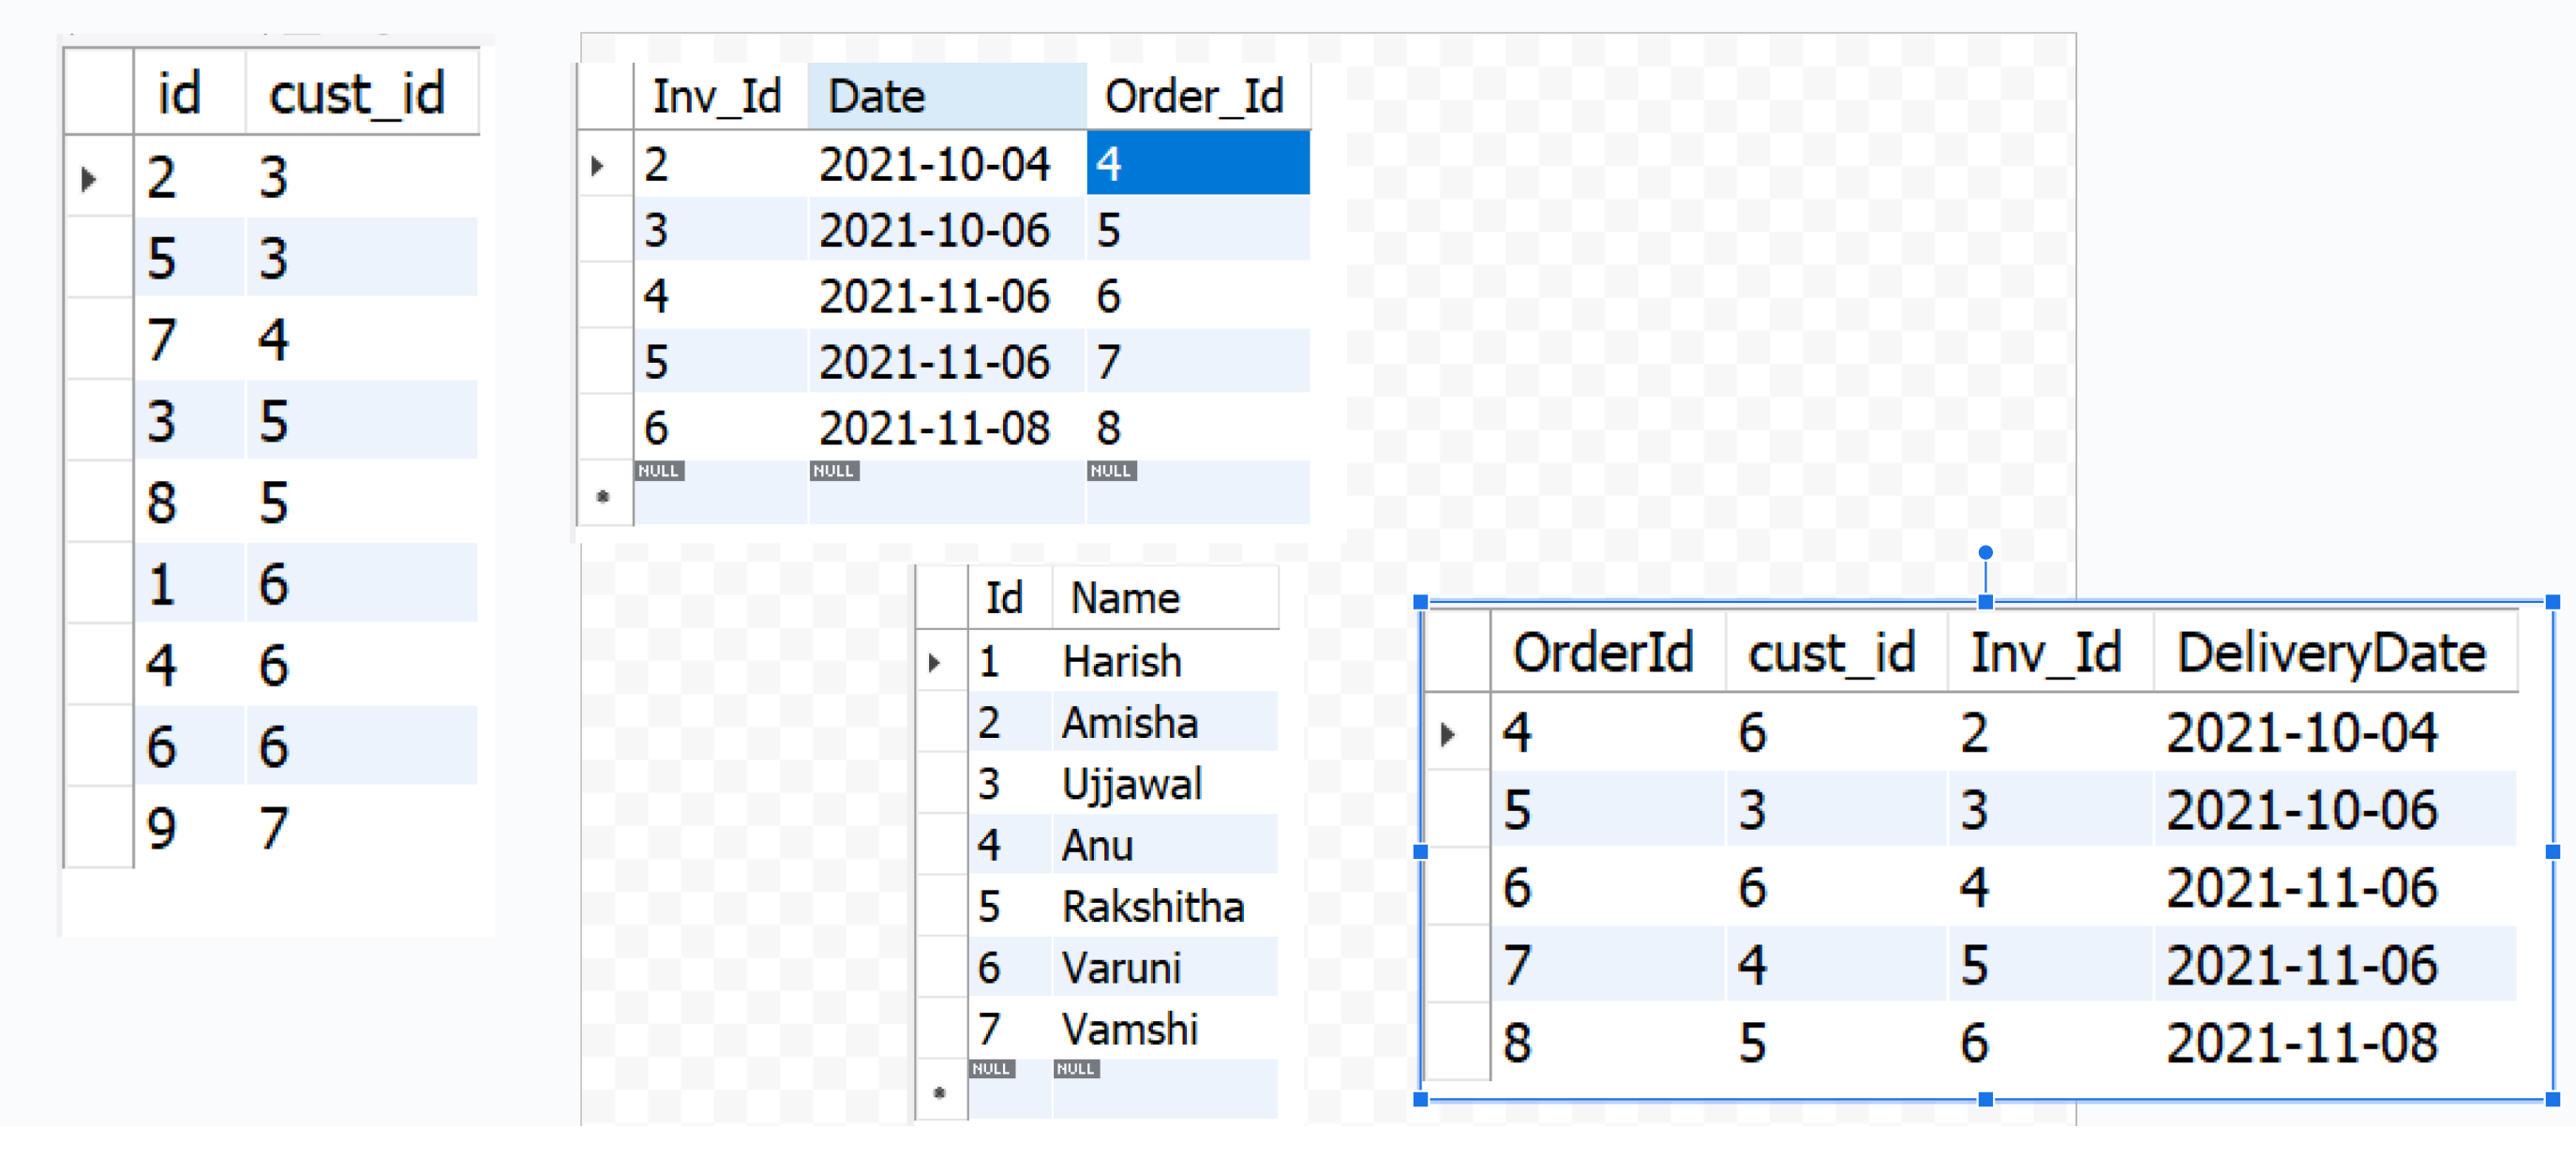 id cust_id
2 3
5 3
7 4
3 5
8 5
1 6
4 6
6 6
9 7
Inv_Id Date Order_Id
2 2021-10-04 4
3 2021-10-06 5
4 2021-11-06 6
5 2021-11-06 7
6 2021-11-08 8
NULL NULL NULL
Id Name
1 Harish
2 Amisha
3 Ujjawal
4 Anu
5 Rakshitha
6 Varuni
7 Vamshi
NULL NULL
OrderId cust_id Inv_Id DeliveryDate
4 6 2 2021-10-04
5 3 3 2021-10-06
6 6 4 2021-11-06
7 4 5 2021-11-06
8 5 6 2021-11-08